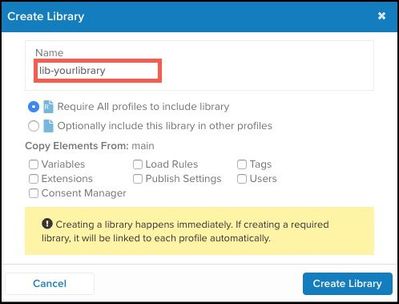 Create Library
Name
lib-yourlibrary
Require All profiles to include library
Optionally include this library in other profiles
Copy Elements From: main
Variables Load Rules Tags
Extensions Publish Settings Users
Consent Manager
Creating a library happens immediately. If creating a required
library, it will be linked to each profile automatically.
Cancel Create Library